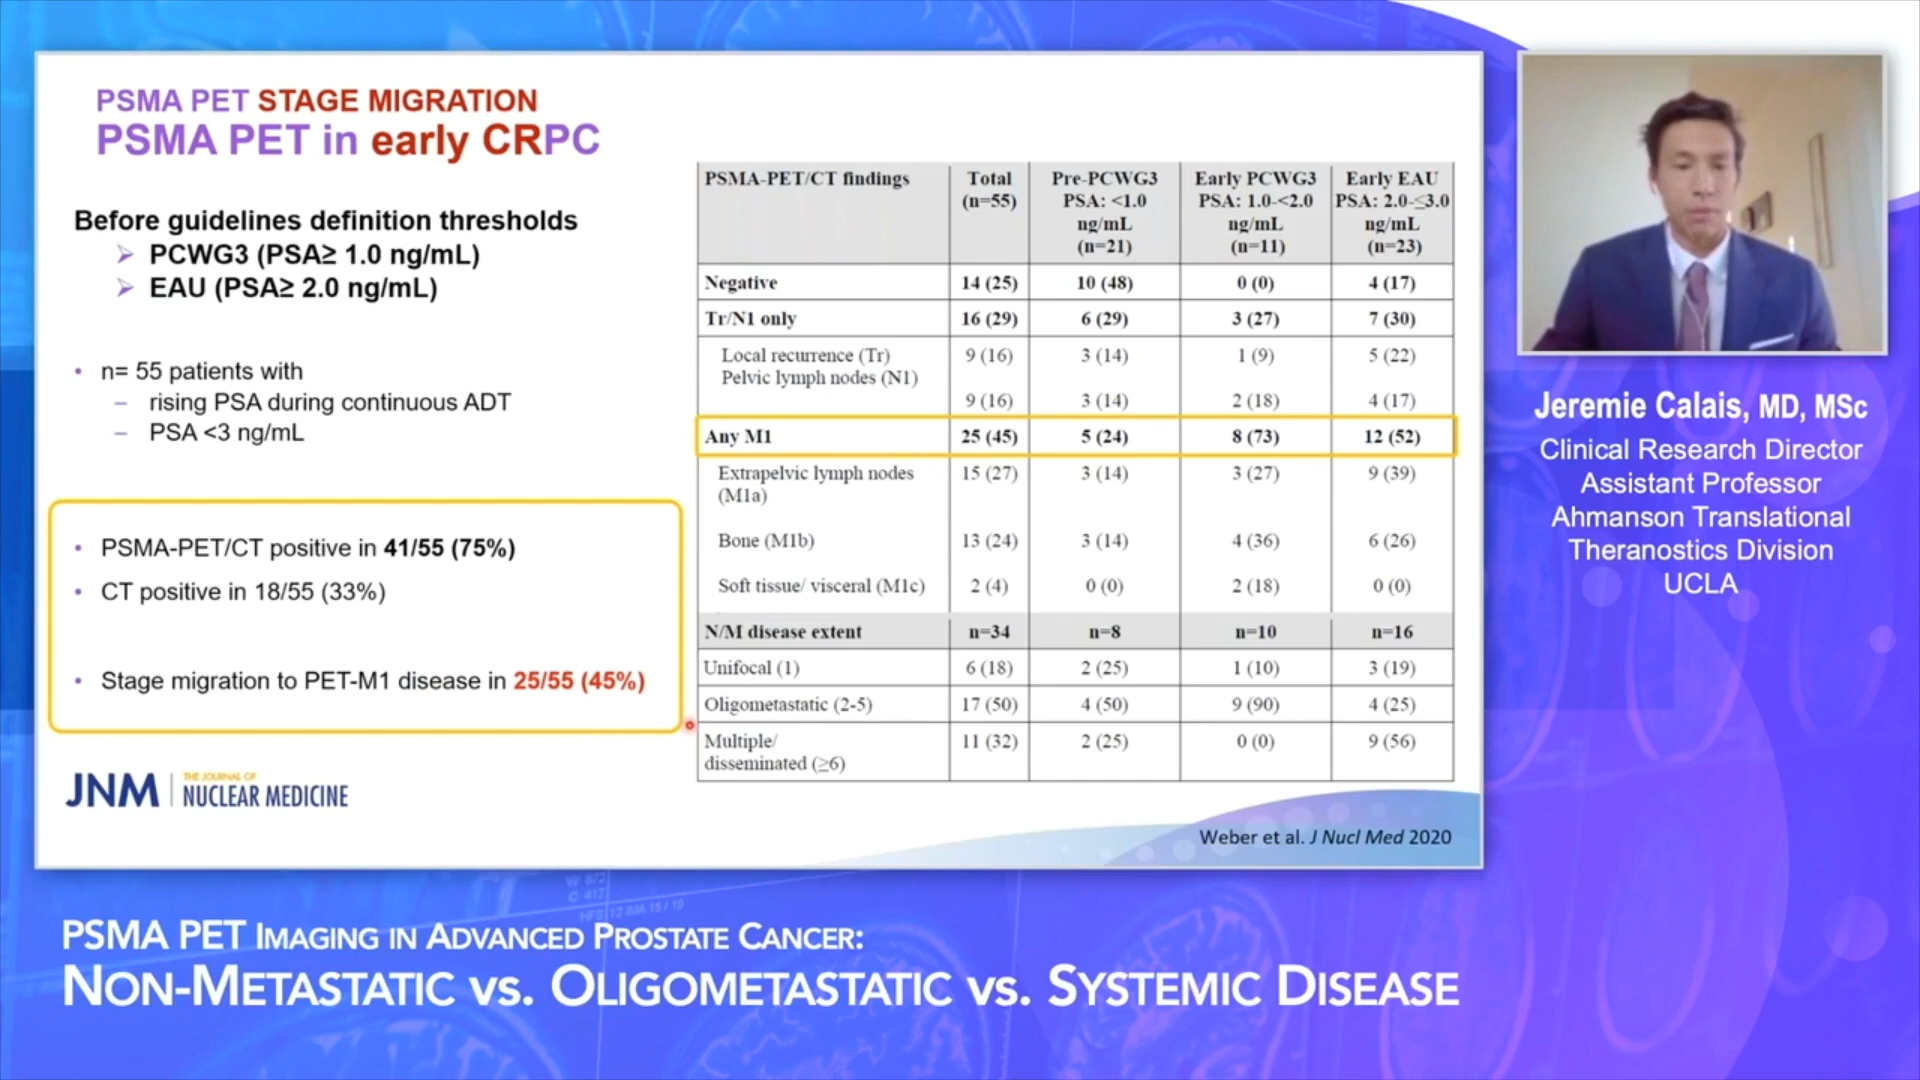 PSMA PET STAGE MIGRATION
PSMA PET in early CRPC
Before guidelines definition thresholds
➢ PCWG3 (PSA≥ 1.0 ng/mL)
➢ EAU (PSA≥ 2.0 ng/mL)
• n= 55 patients with
– rising PSA during continuous ADT
– PSA <3 ng/mL
• PSMA-PET/CT positive in 41/55 (75%)
• CT positive in 18/55 (33%)
• Stage migration to PET-M1 disease in 25/55 (45%)
JNM THE JOURNAL OF
NUCLEAR MEDICINE
PSMA-PET/CT findings Total Pre-PCWG3 Early PCWG3 Early EAU
(n=55) PSA: <1.0 PSA: 1.0-<2.0 PSA: 2.0-≤3.0
ng/mL ng/mL ng/mL
(n=21) (n=11) (n=23)
Negative 14 (25) 10 (48) 0 (0) 4 (17)
Tr/N1 only 16 (29) 6 (29) 3 (27) 7 (30)
Local recurrence (Tr) 9 (16) 3 (14) 1 (9) 5 (22)
Pelvic lymph nodes (N1)
9 (16) 3 (14) 2 (18) 4 (17)
Any M1 25 (45) 5 (24) 8 (73) 12 (52)
Extrapelvic lymph nodes 15 (27) 3 (14) 3 (27) 9 (39)
(M1a)
Bone (M1b) 13 (24) 3 (14) 4 (36) 6 (26)
Soft tissue/ visceral (M1c) 2 (4) 0 (0) 2 (18) 0 (0)
N/M disease extent n=34 n=8 n=10 n=16
Unifocal (1) 6 (18) 2 (25) 1 (10) 3 (19)
Oligometastatic (2-5) 17 (50) 4 (50) 9 (90) 4 (25)
Multiple/ 11 (32) 2 (25) 0 (0) 9 (56)
disseminated (≥6)
Weber et al. J Nucl Med 2020
Jeremie Calais, MD, MSc
Clinical Research Director
Assistant Professor
Ahmanson Translational
Theranostics Division
UCLA
W 872
C 417
HFS 12 IMA 15 / 19
PSMA PET IMAGING IN ADVANCED PROSTATE CANCER:
NON-METASTATIC VS. OLIGOMETASTATIC VS. SYSTEMIC DISEASE